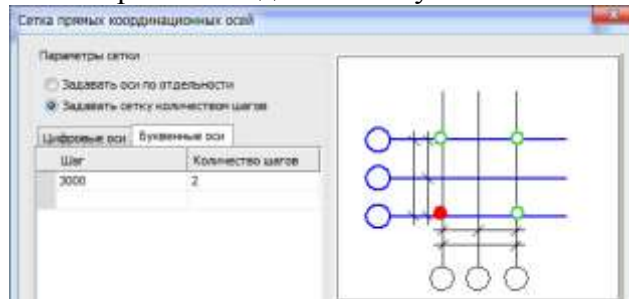 Сетка прямых координационных осей
Параметры сетки
Задавать оси по отдельности
Задавать сетку количеством шагов
Цифровые оси Буквенные оси
Шаг Количество шагов
3000 2